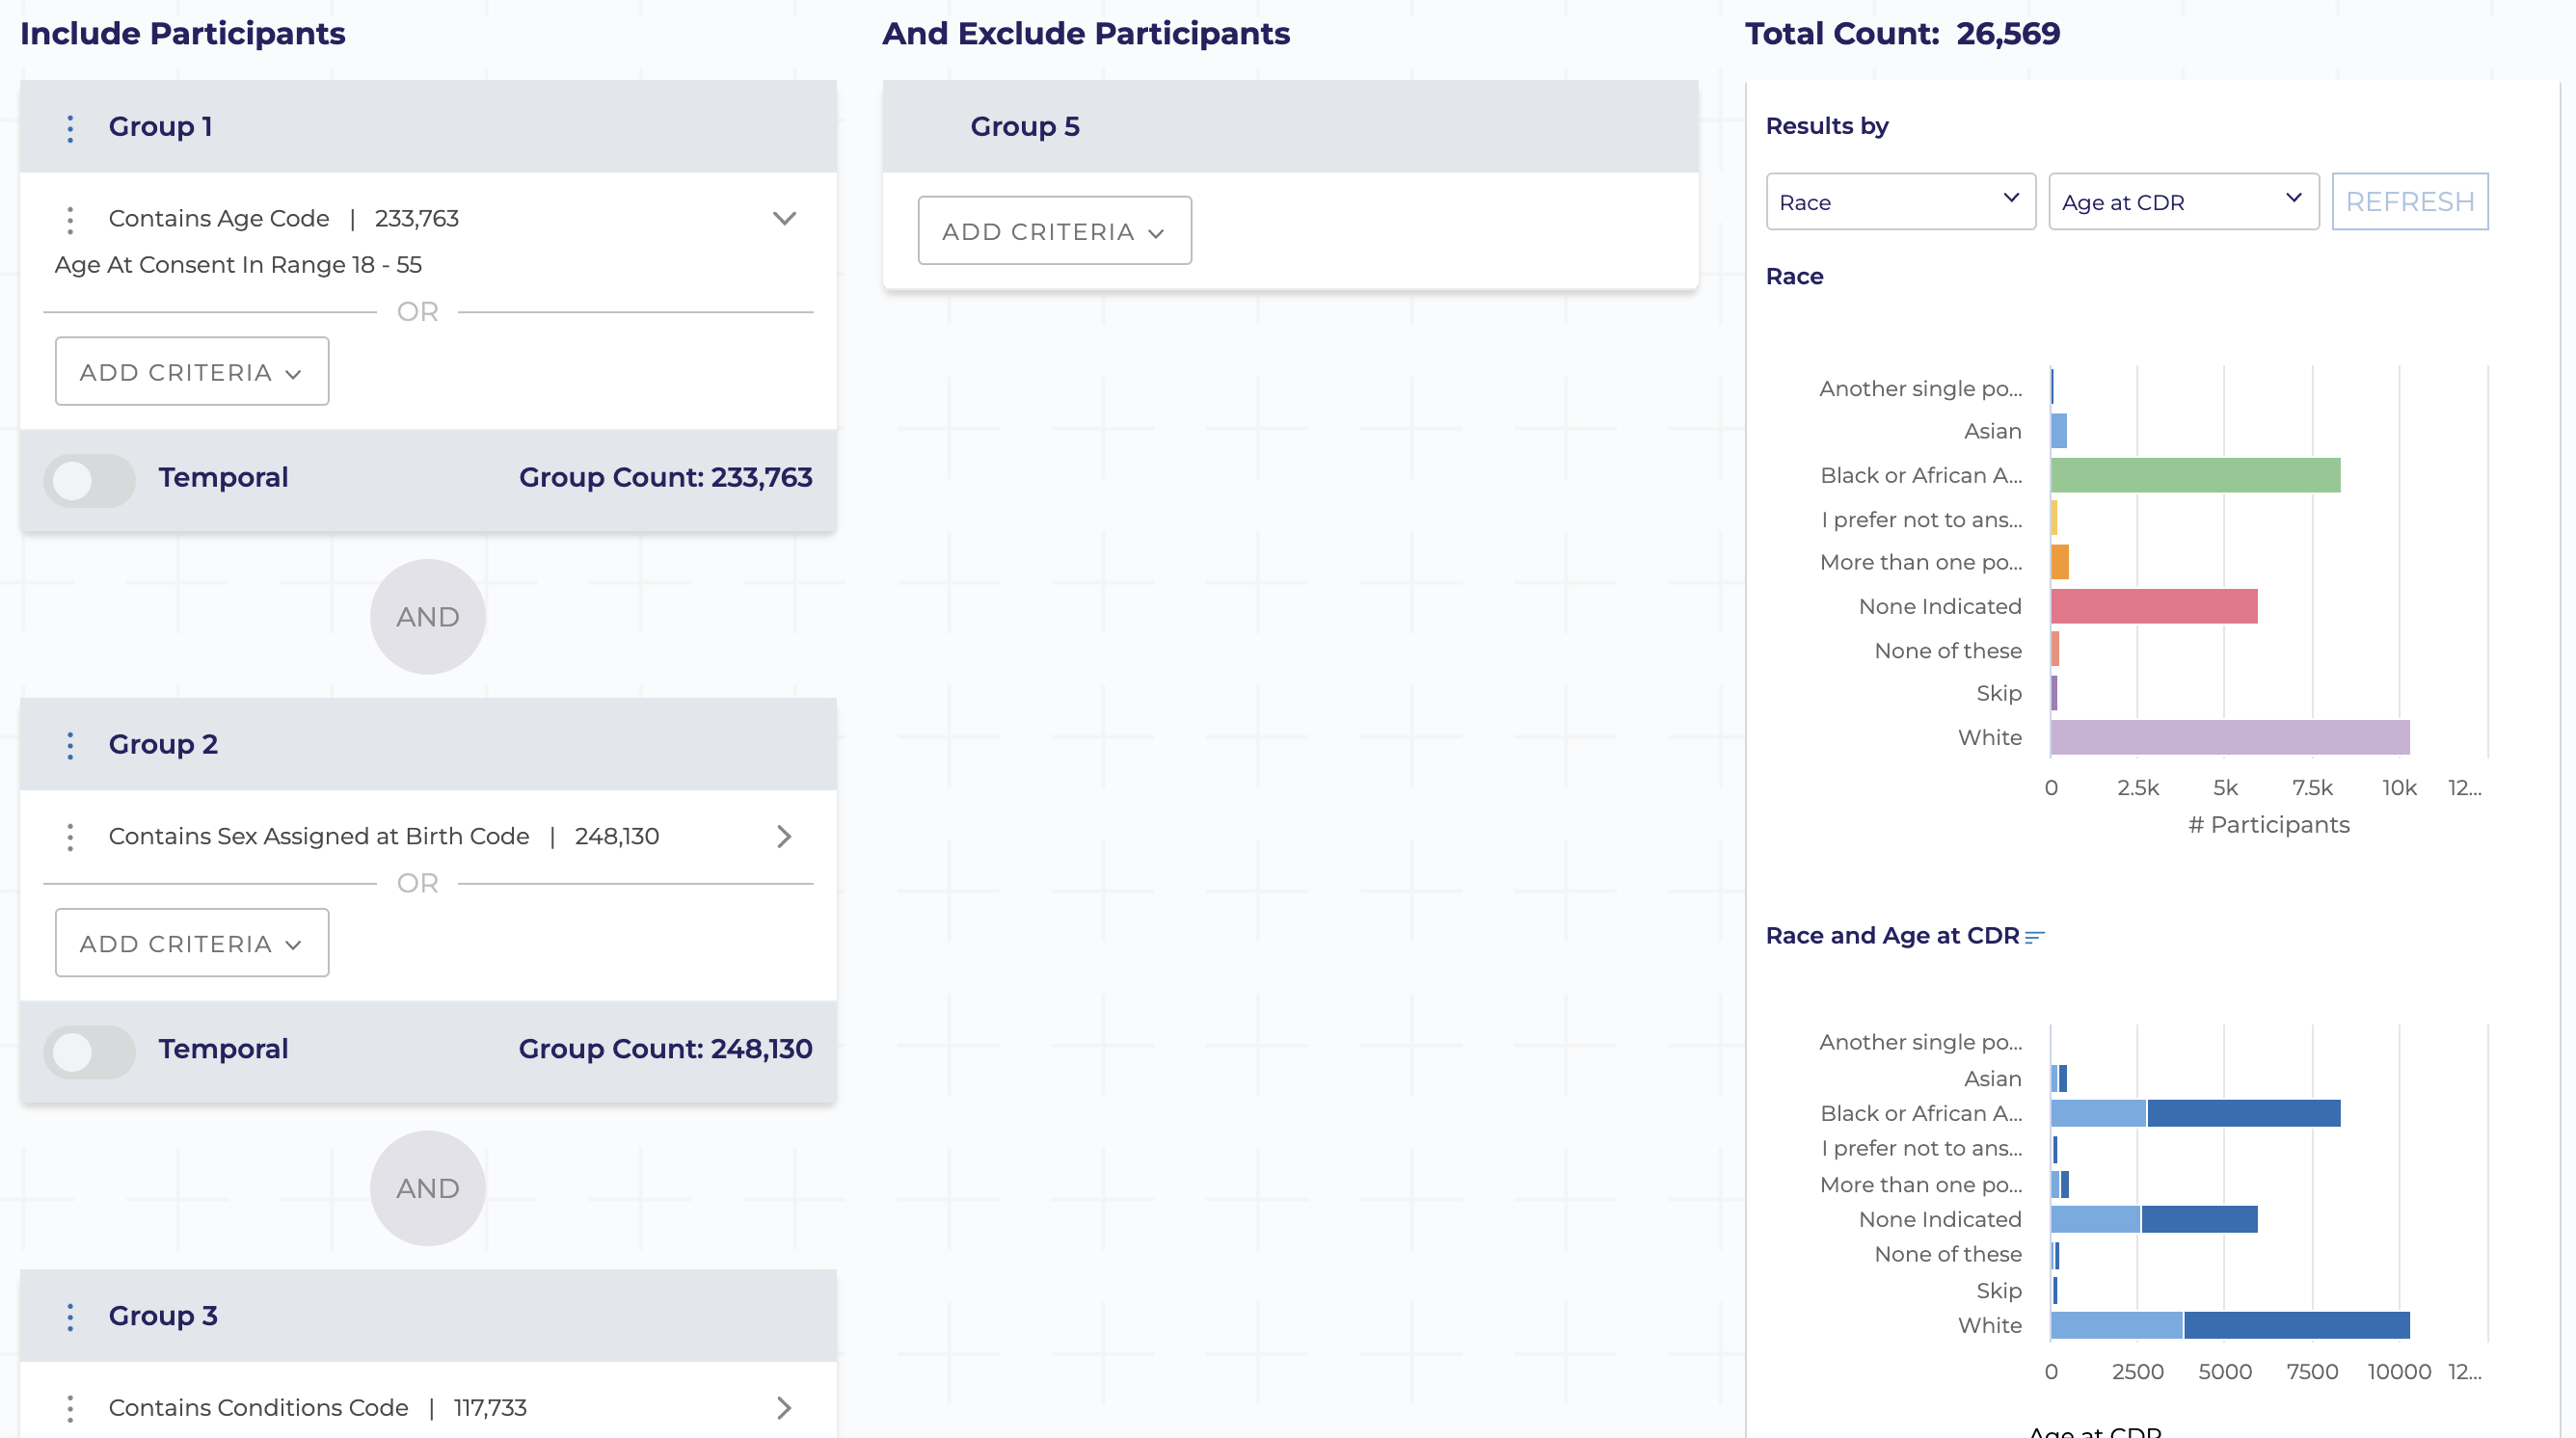 Include Participants
Group 1
Contains Age Code | 233,763
Age At Consent In Range 18 - 55
OR
ADD CRITERIA
Temporal
Group Count: 233,763
AND
Group 2
Contains Sex Assigned at Birth Code | 248,130
OR
ADD CRITERIA
Temporal
Group Count: 248,130
AND
Group 3
Contains Conditions Code | 117,733
And Exclude Participants
Group 5
ADD CRITERIA
Total Count: 26,569
Results by
Race
Age at CDR
REFRESH
Race
Another single po...
Asian
Black or African A...
I prefer not to ans...
More than one po...
None Indicated
None of these
Skip
White
0 2.5k 5k 7.5k 10k 12...
# Participants
Race and Age at CDR
Another single po...
Asian
Black or African A...
I prefer not to ans...
More than one po...
None Indicated
None of these
Skip
White
0 2500 5000 7500 10000 12...
Age at CDR